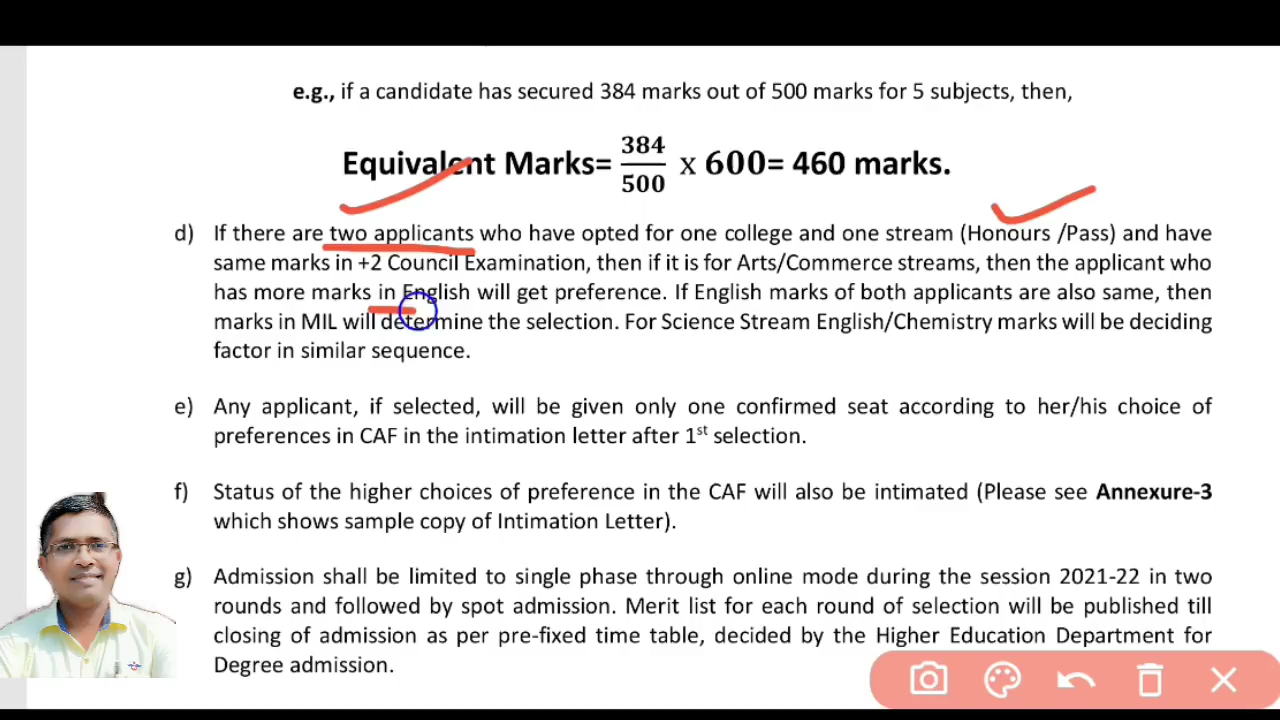 e.g., if a candidate has secured 384 marks out of 500 marks for 5 subjects, then,
Equivalent Marks= 384/500 x 600= 460 marks.
d) If there are two applicants who have opted for one college and one stream (Honours /Pass) and have
same marks in +2 Council Examination, then if it is for Arts/Commerce streams, then the applicant who
has more marks in English will get preference. If English marks of both applicants are also same, then
marks in MIL will determine the selection. For Science Stream English/Chemistry marks will be deciding
factor in similar sequence.
e) Any applicant, if selected, will be given only one confirmed seat according to her/his choice of
preferences in CAF in the intimation letter after 1st selection.
f) Status of the higher choices of preference in the CAF will also be intimated (Please see Annexure-3
which shows sample copy of Intimation Letter).
g) Admission shall be limited to single phase through online mode during the session 2021-22 in two
rounds and followed by spot admission. Merit list for each round of selection will be published till
closing of admission as per pre-fixed time table, decided by the Higher Education Department for
Degree admission.